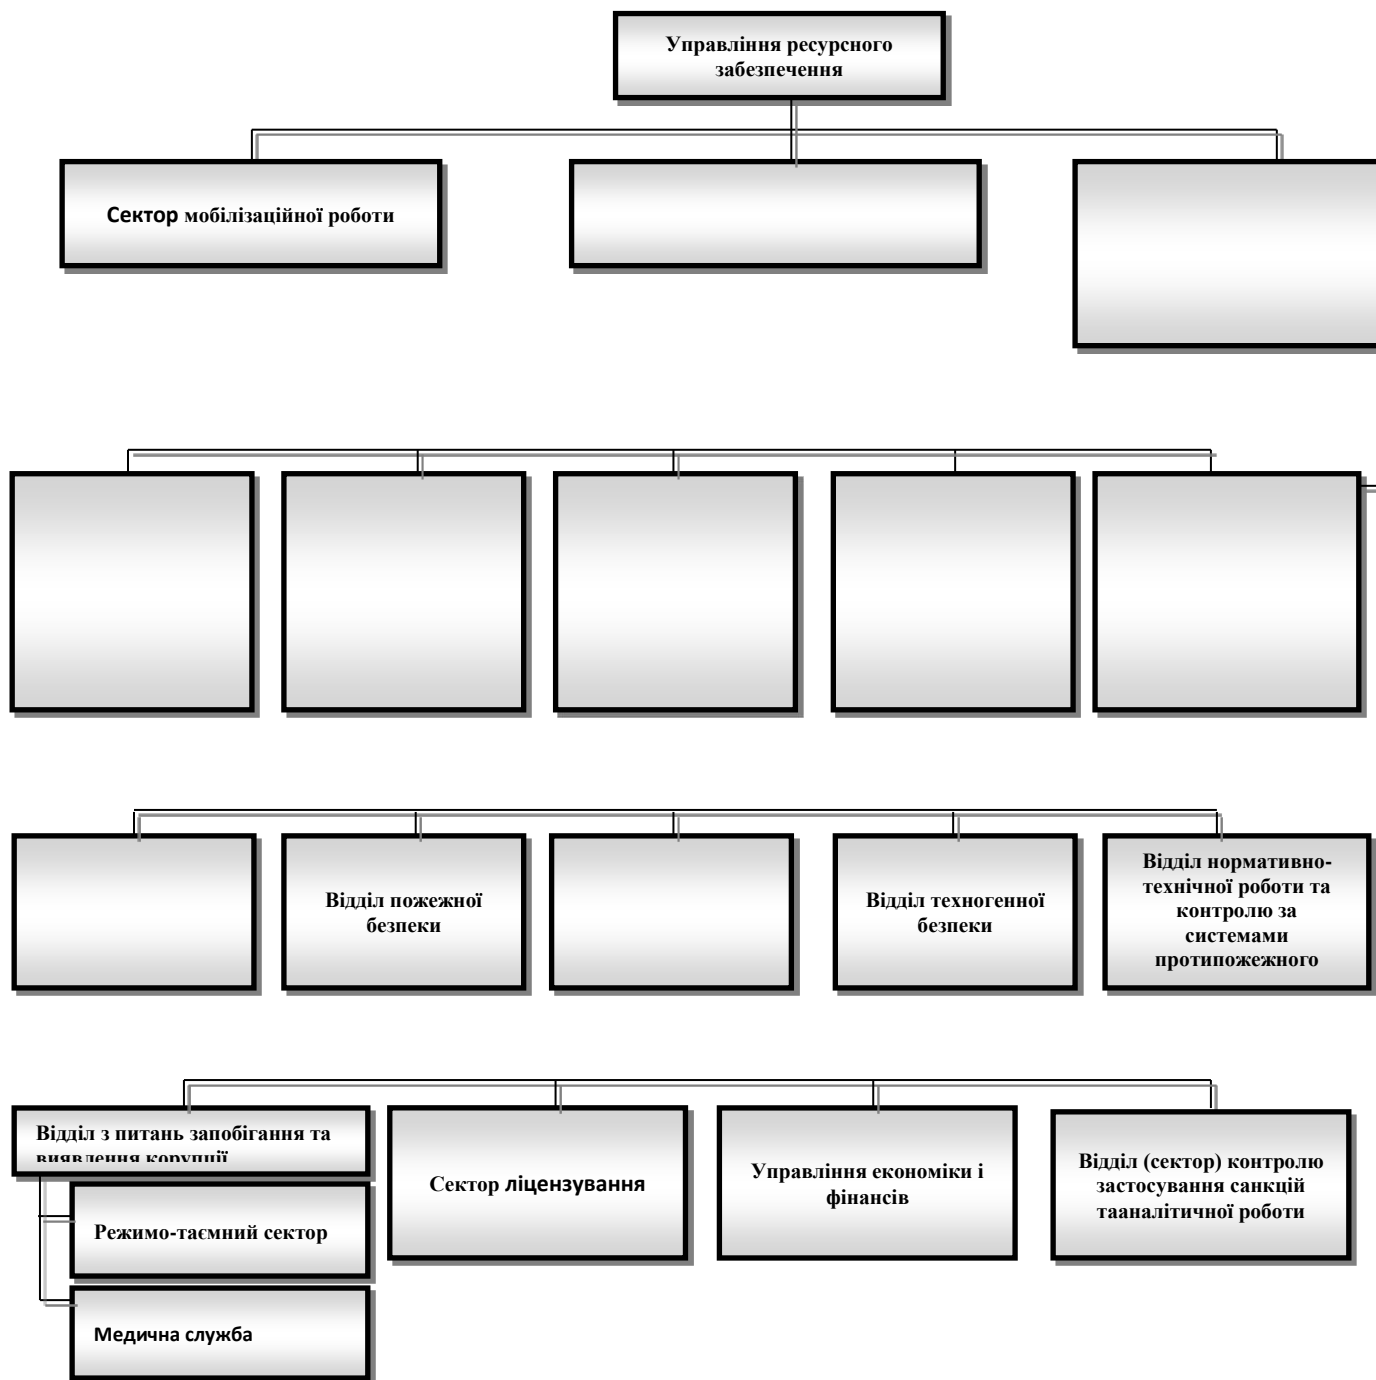 Управління ресурсного
забезпечення
Сектор мобілізаційної роботи
Відділ пожежної
безпеки
Відділ техногенної
безпеки
Відділ нормативно-
технічної роботи та
контролю за
системами
протипожежного
Відділ з питань запобігання та
виявлення корупції
Сектор ліцензування
Управління економіки і
фінансів
Відділ (сектор) контролю
застосування санкцій
тааналітичної роботи
Режимо-таємний сектор
Медична служба